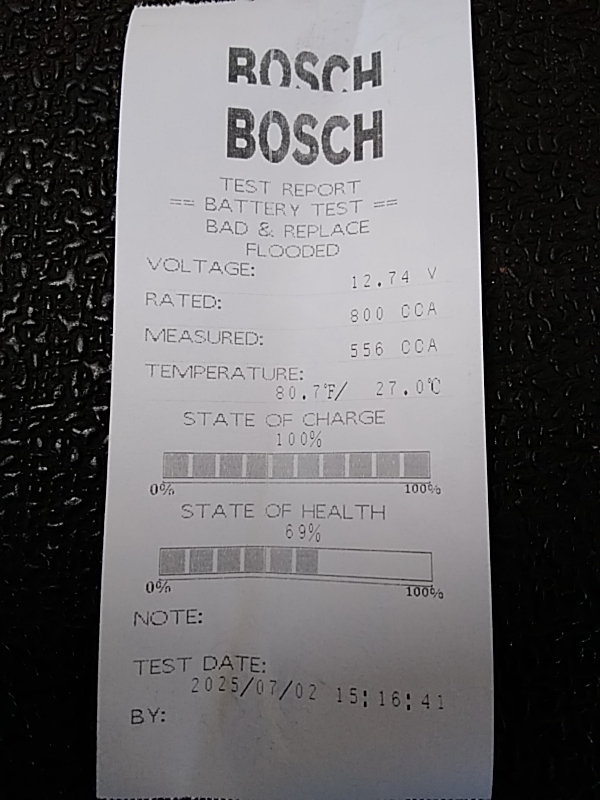 BOSCH
BOSCH
TEST REPORT
== BATTERY TEST ==
BAD & REPLACE
FLOODED
VOLTAGE: 12.74 V
RATED: 800 CCA
MEASURED: 556 CCA
TEMPERATURE:
80.7°F/ 27.0°C
STATE OF CHARGE
100%
0% 100%
STATE OF HEALTH
69%
0% 100%
NOTE:
TEST DATE:
2025/07/02 15:16:41
BY: